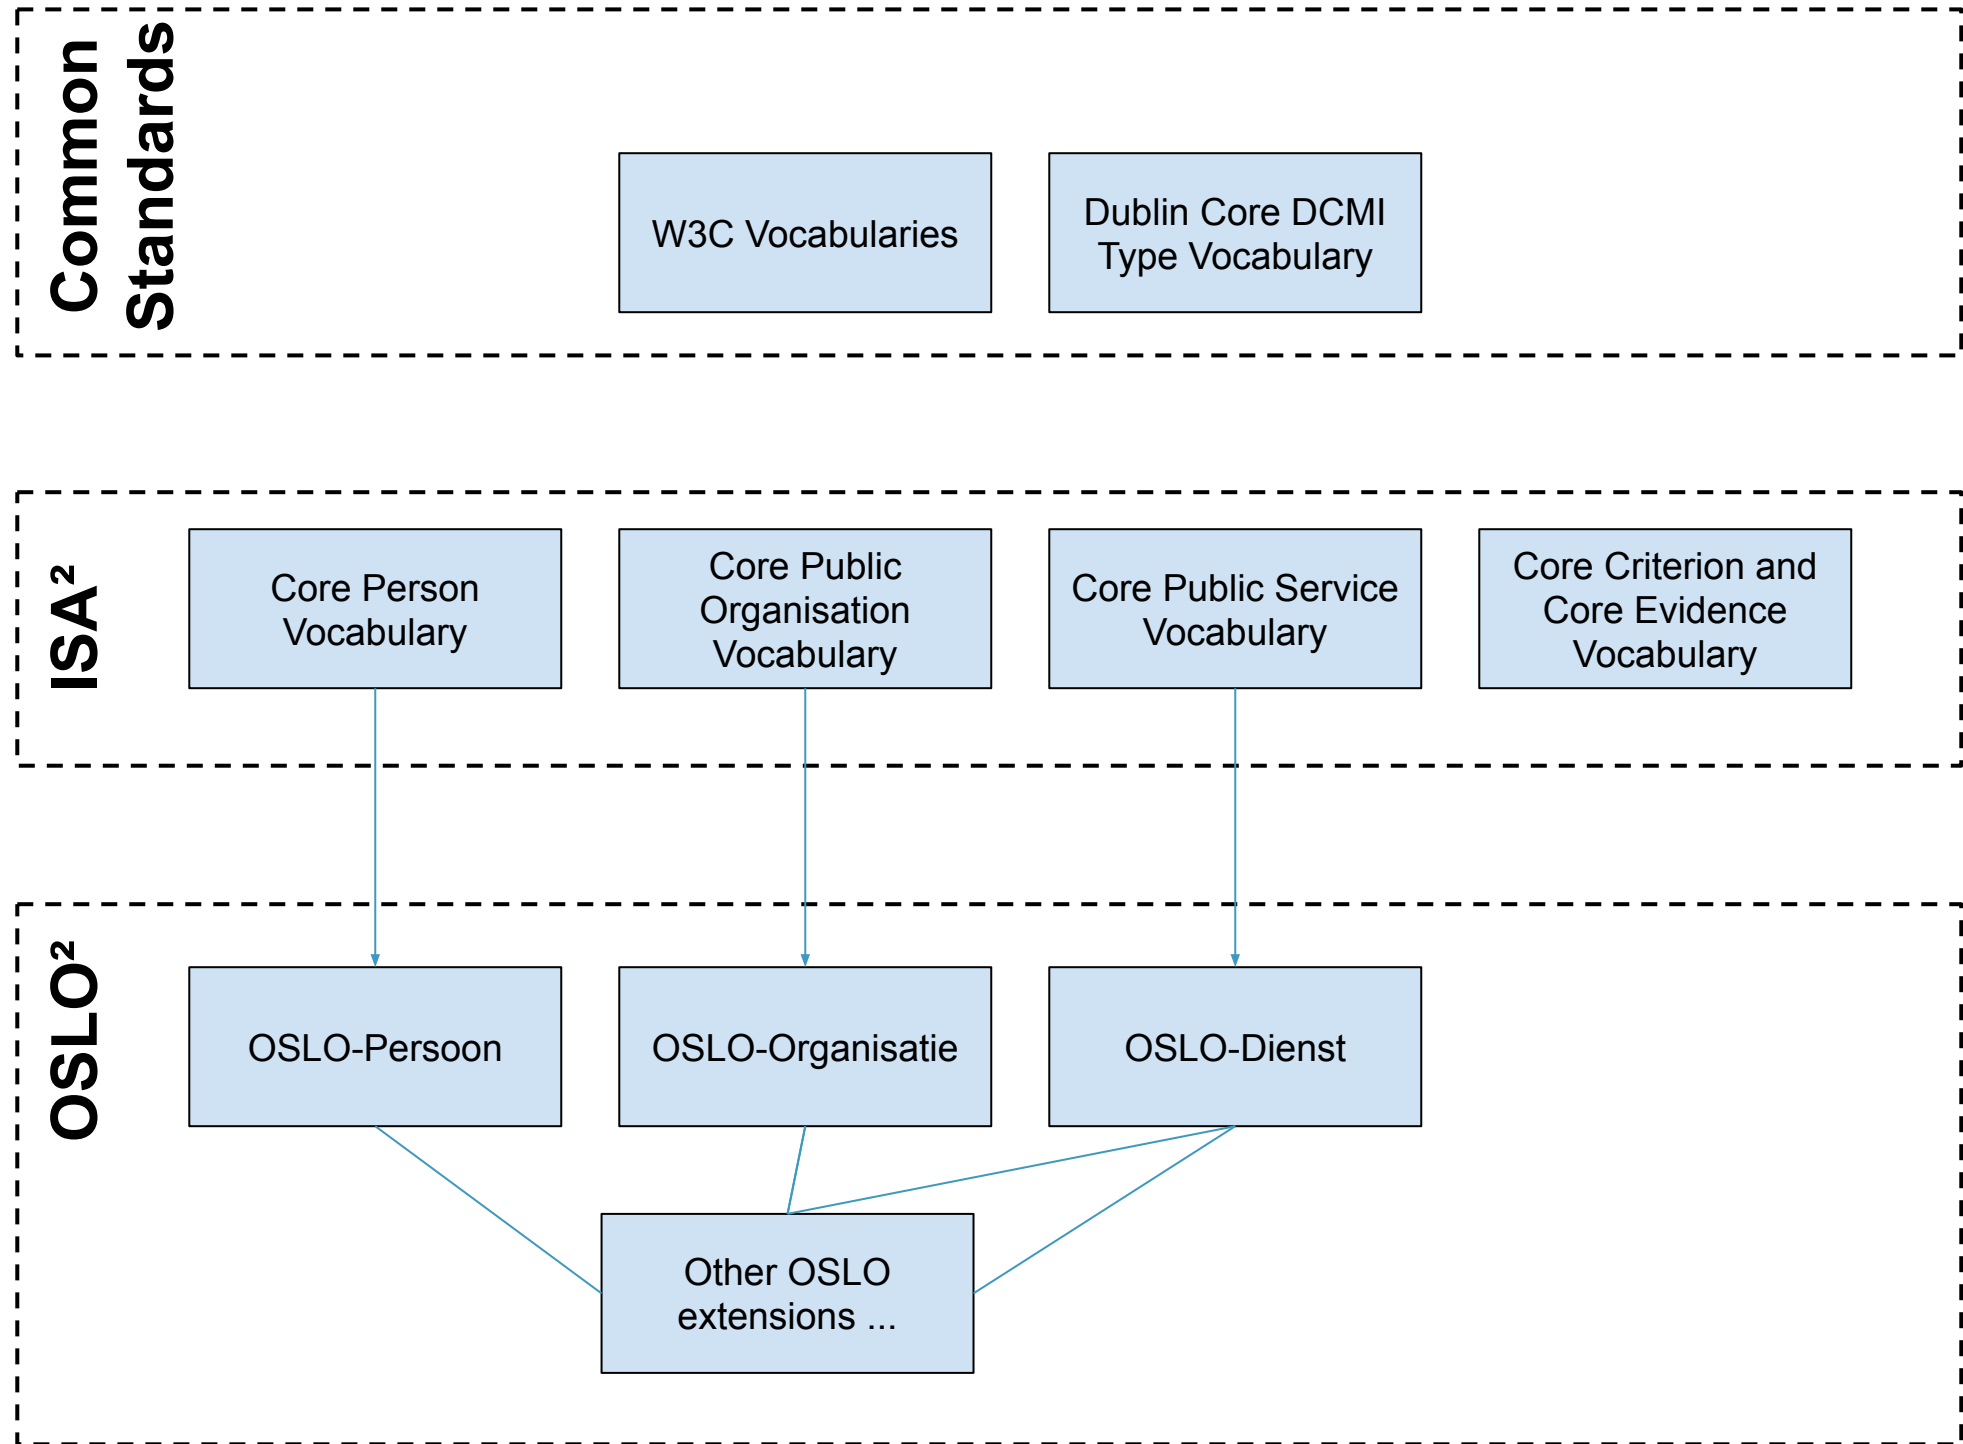 Common
Standards
W3C Vocabularies
Dublin Core DCMI
Type Vocabulary
ISA²
Core Person
Vocabulary
Core Public
Organisation
Vocabulary
Core Public Service
Vocabulary
Core Criterion and
Core Evidence
Vocabulary
OSLO²
OSLO-Persoon
OSLO-Organisatie
OSLO-Dienst
Other OSLO
extensions ...